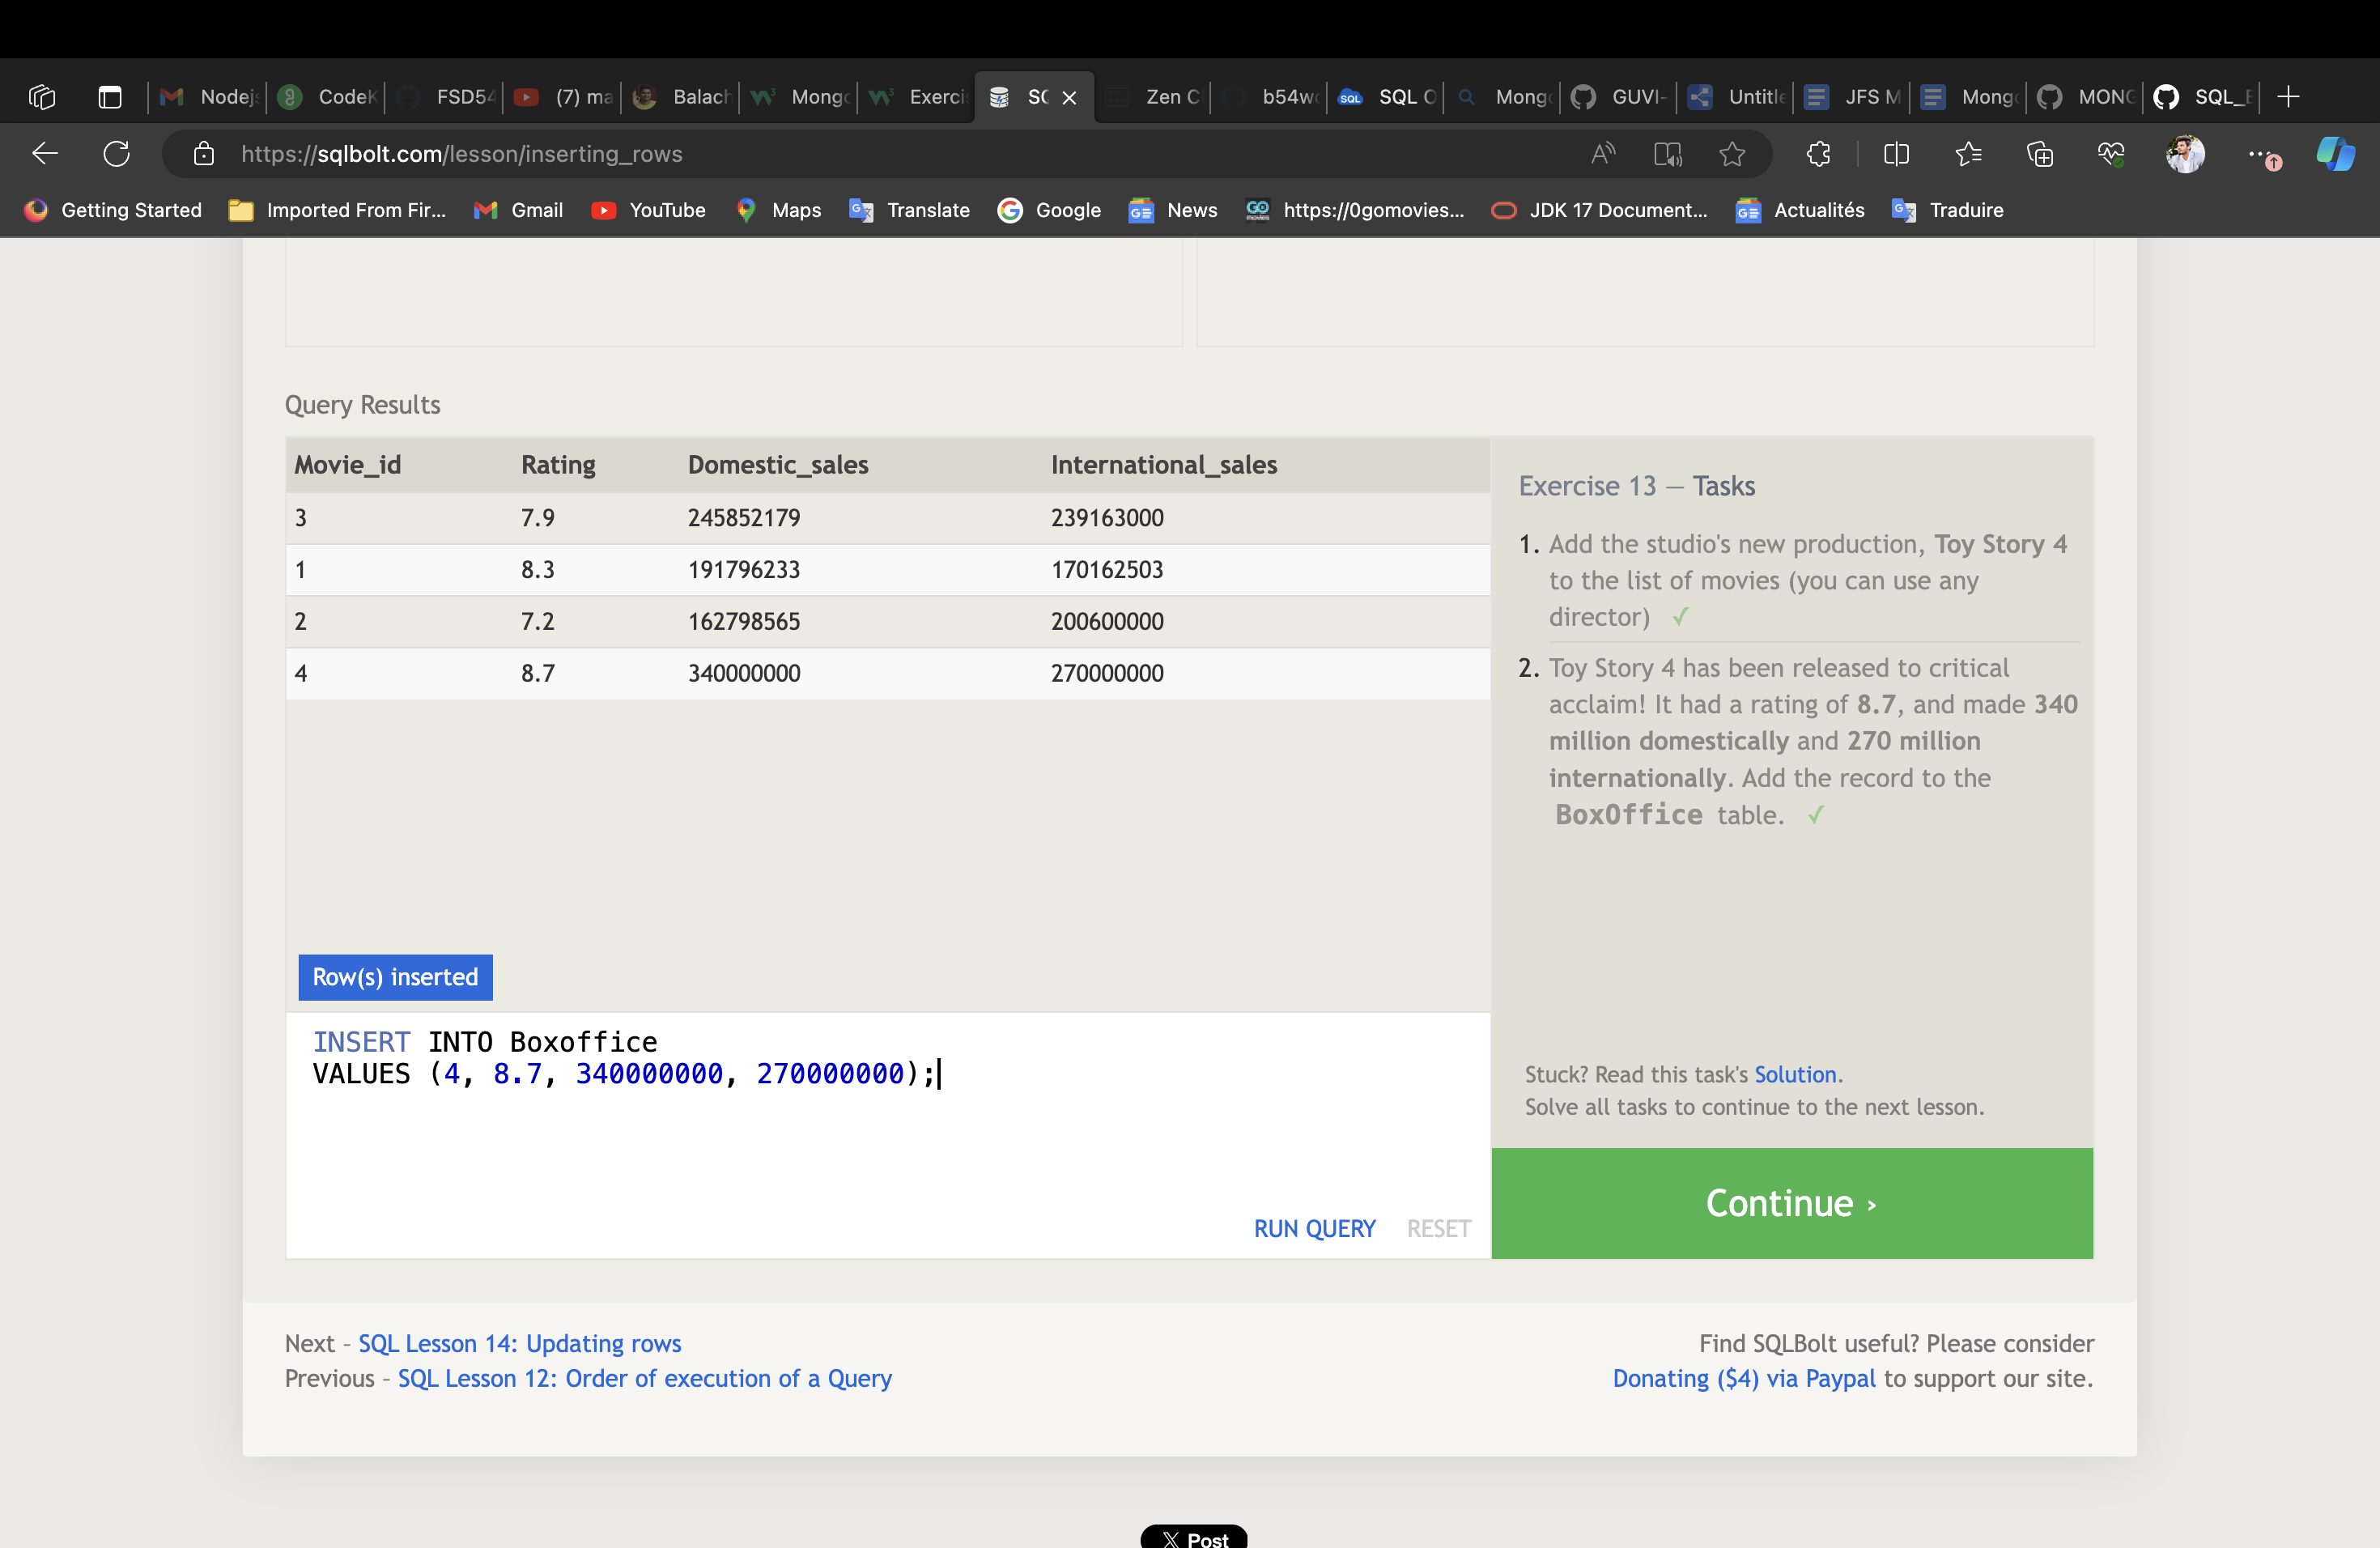 Nodej
CodeK
FSD54
(7) ma
Balach
Mongo
Exerci
SQ
Zen C
b54w
SQL O
Mong
GUVI-
Untitle
JFS M
Mong
MONG
SQL_E
https://sqlbolt.com/lesson/inserting_rows
Getting Started
Imported From Fir...
Gmail
YouTube
Maps
Translate
Google
News
https://0gomovies...
JDK 17 Document...
Actualités
Traduire
Query Results
Movie_id Rating Domestic_sales International_sales
3 7.9 245852179 239163000
1 8.3 191796233 170162503
2 7.2 162798565 200600000
4 8.7 340000000 270000000
Row(s) inserted
INSERT INTO Boxoffice
VALUES (4, 8.7, 340000000, 270000000);
RUN QUERY RESET
Exercise 13 — Tasks
1. Add the studio's new production, Toy Story 4
to the list of movies (you can use any
director) ✓
2. Toy Story 4 has been released to critical
acclaim! It had a rating of 8.7, and made 340
million domestically and 270 million
internationally. Add the record to the
BoxOffice table. ✓
Stuck? Read this task's Solution.
Solve all tasks to continue to the next lesson.
Continue ›
Next – SQL Lesson 14: Updating rows
Previous – SQL Lesson 12: Order of execution of a Query
Find SQLBolt useful? Please consider
Donating ($4) via Paypal to support our site.
X Post